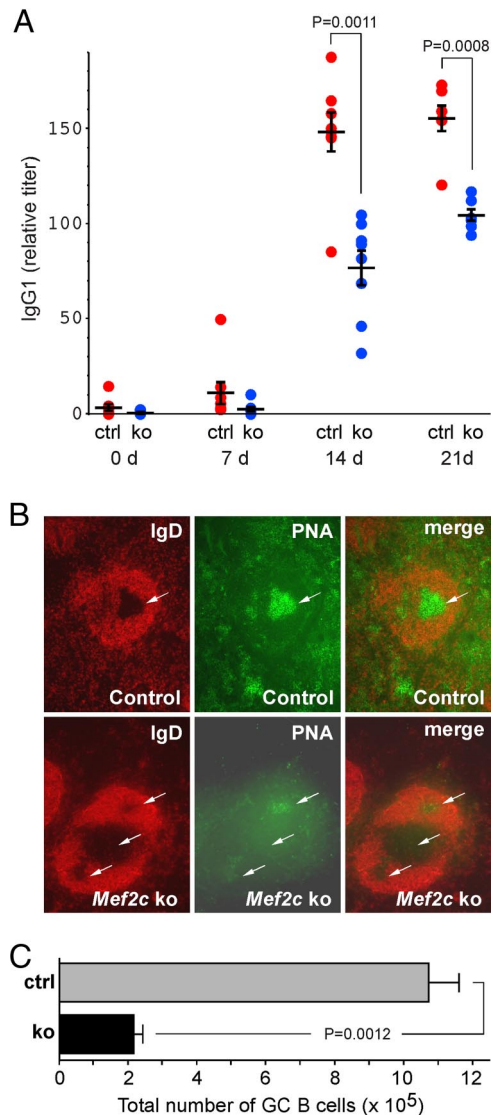 A
P=0.0011
P=0.0008
IgG1 (relative titer)
150
100
50
0
ctrl ko ctrl ko ctrl ko ctrl ko
0 d 7 d 14 d 21d
B
IgD PNA merge
Control Control Control
IgD PNA merge
Mef2c ko Mef2c ko Mef2c ko
C
ctrl
ko
P=0.0012
0 2 4 6 8 10 12
Total number of GC B cells (x 10⁵)